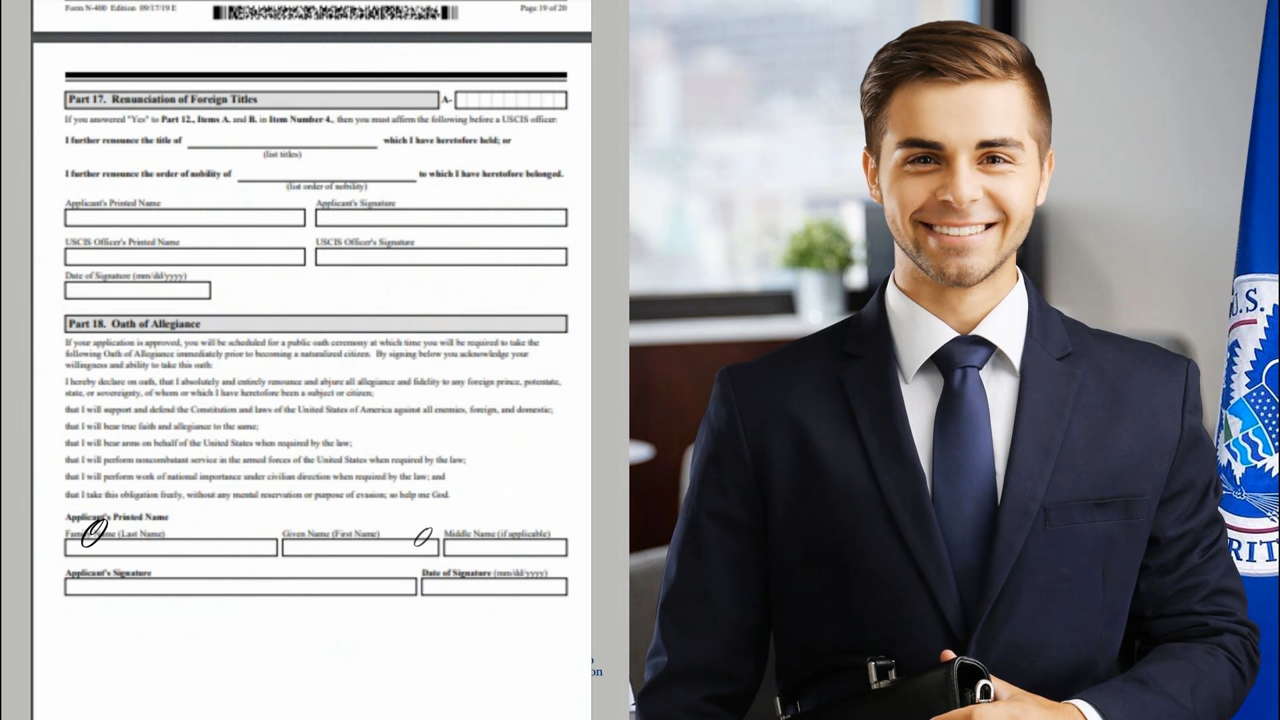 Form N-400 Edition 09/17/19 E
Page 19 of 20
Part 17. Renunciation of Foreign Titles
A-
If you answered "Yes" to Part 12., Items A. and B. in Item Number 4., then you must affirm the following before a USCIS officer:
I further renounce the title of which I have heretofore held; or
(list titles)
I further renounce the order of nobility of to which I have heretofore belonged.
(list order of nobility)
Applicant's Printed Name
Applicant's Signature
USCIS Officer's Printed Name
USCIS Officer's Signature
Date of Signature (mm/dd/yyyy)
Part 18. Oath of Allegiance
If your application is approved, you will be scheduled for a public oath ceremony at which time you will be required to take the
following Oath of Allegiance immediately prior to becoming a naturalized citizen. By signing below you acknowledge your
willingness and ability to take this oath:
I hereby declare on oath, that I absolutely and entirely renounce and abjure all allegiance and fidelity to any foreign prince, potentate,
state, or sovereignty, of whom or which I have heretofore been a subject or citizen;
that I will support and defend the Constitution and laws of the United States of America against all enemies, foreign, and domestic;
that I will bear true faith and allegiance to the same;
that I will bear arms on behalf of the United States when required by the law;
that I will perform noncombatant service in the armed forces of the United States when required by the law;
that I will perform work of national importance under civilian direction when required by the law; and
that I take this obligation freely, without any mental reservation or purpose of evasion; so help me God.
Applicant's Printed Name
(Last Name)
Given Name (First Name)
Middle Name (if applicable)
Applicant's Signature
Date of Signature (mm/dd/yyyy)
U.S.